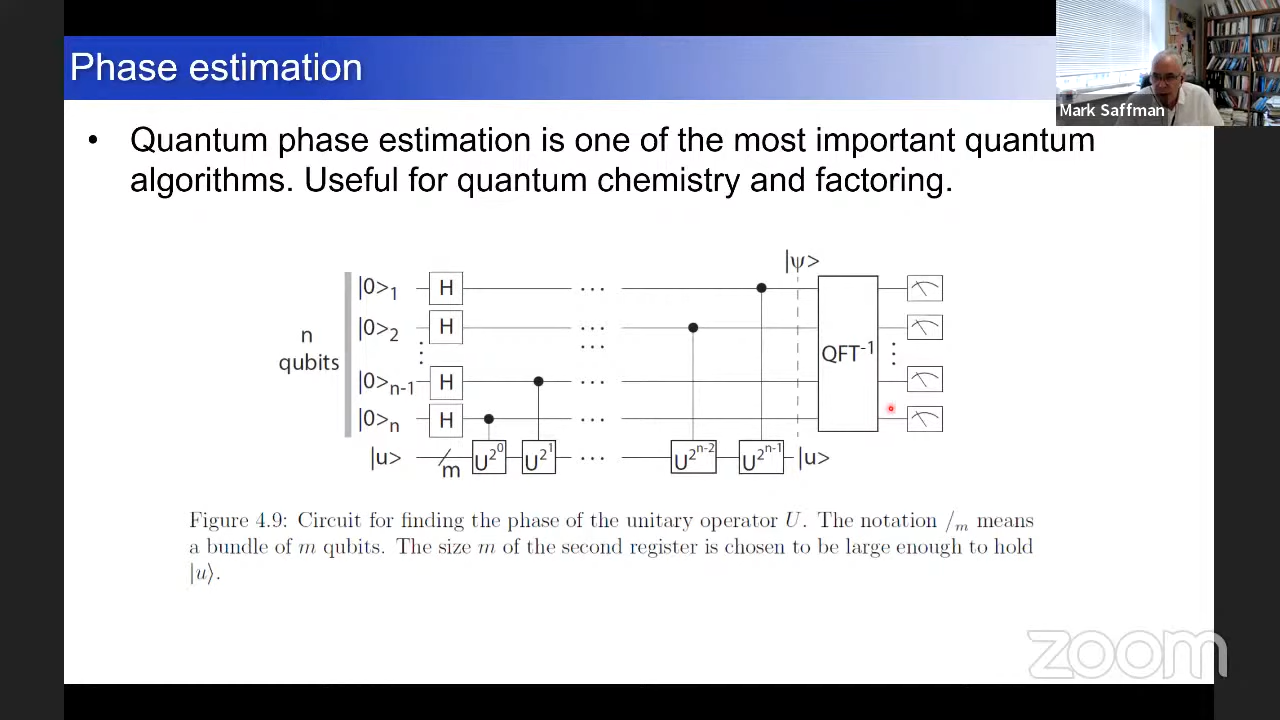 Phase estimation
Mark Saffman
• Quantum phase estimation is one of the most important quantum
algorithms. Useful for quantum chemistry and factoring.
|ψ>
|0>1 H ...
|0>2 H ...
...
n
qubits
QFT-1
|0>n-1 H ...
|0>n H ...
|u> m U2^0 U2^1 ... U2^n-2 U2^n-1 |u>
Figure 4.9: Circuit for finding the phase of the unitary operator U. The notation /m means
a bundle of m qubits. The size m of the second register is chosen to be large enough to hold
|u⟩.
zoom